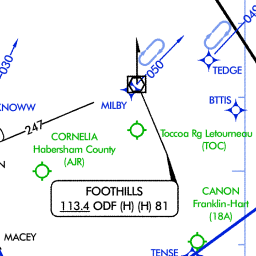 030
050
040
TEDGE
MILBY
BTTIS
KNOWW
247
CORNELIA
Habersham County
(AJR)
Toccoa Rg Letourneau
(TOC)
FOOTHILLS
113.4 ODF (H) (H) 81
CANON
Franklin-Hart
(18A)
MACEY
TENSE